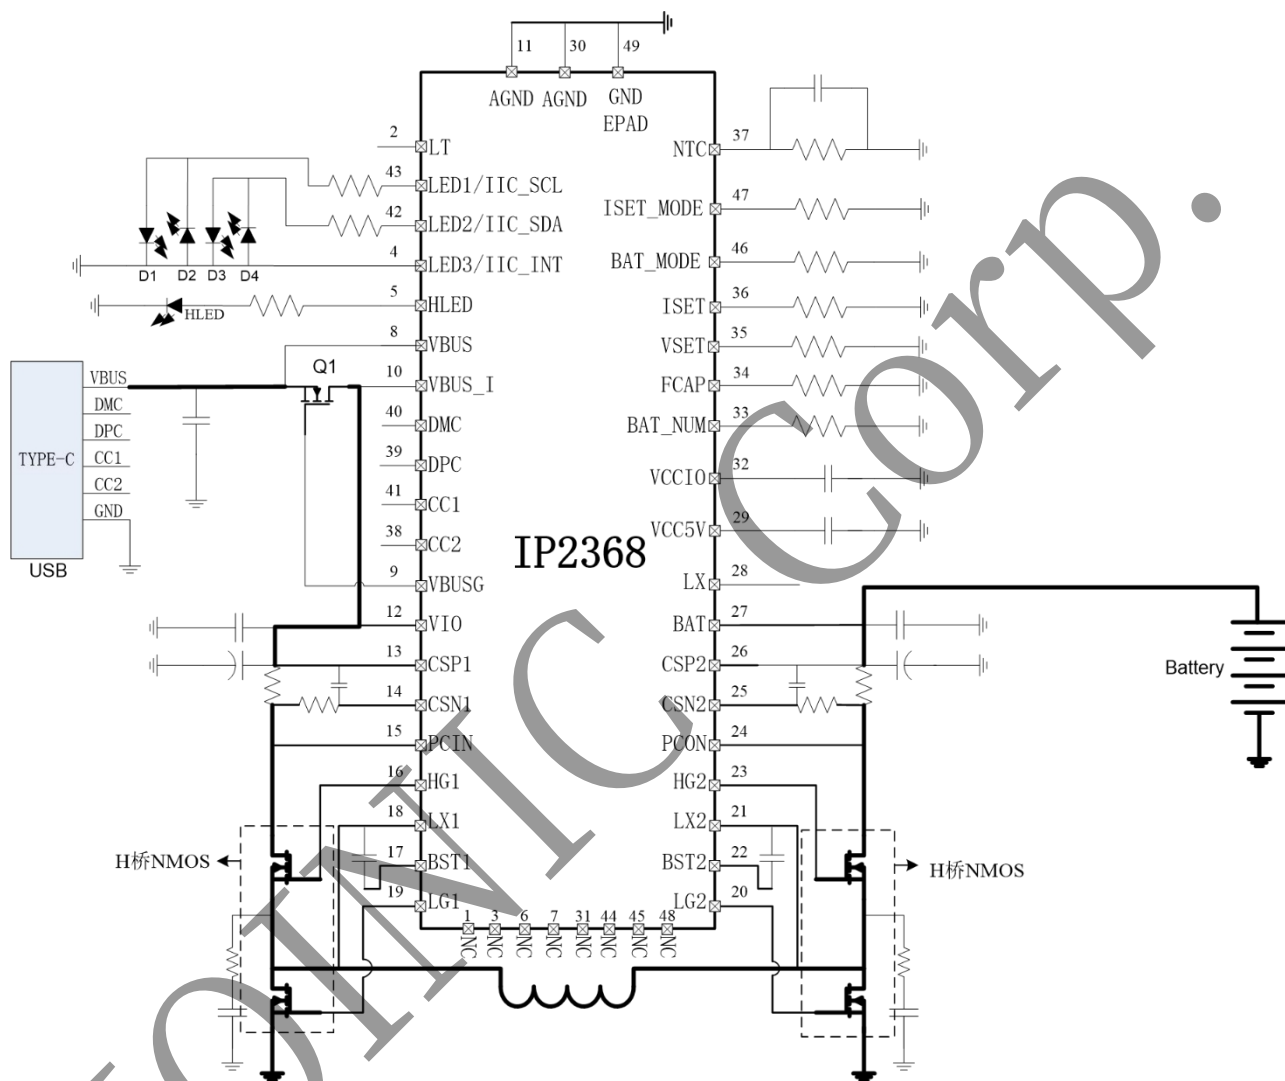 11 30 49
AGND AGND GND
EPAD
2 LT
43 LED1/IIC_SCL
42 LED2/IIC_SDA
4 LED3/IIC_INT
D1 D2 D3 D4
5 HLED
HLED
8 VBUS
Q1
10 VBUS_I
40 DMC
39 DPC
41 CC1
38 CC2
9 VBUSG
12 VIO
13 CSP1
14 CSN1
15 PCIN
16 HG1
18 LX1
17 BST1
19 LG1
TYPE-C
VBUS
DMC
DPC
CC1
CC2
GND
USB
IP2368
NTC 37
ISET_MODE 47
BAT_MODE 46
ISET 36
VSET 35
FCAP 34
BAT_NUM 33
VCCIO 32
VCC5V 29
LX 28
BAT 27
CSP2 26
CSN2 25
PCON 24
HG2 23
LX2 21
BST2 22
LG2 20
Battery
H桥NMOS
H桥NMOS
1 3 6 7 31 44 45 48
NC NC NC NC NC NC NC NC
ONIC Corp.